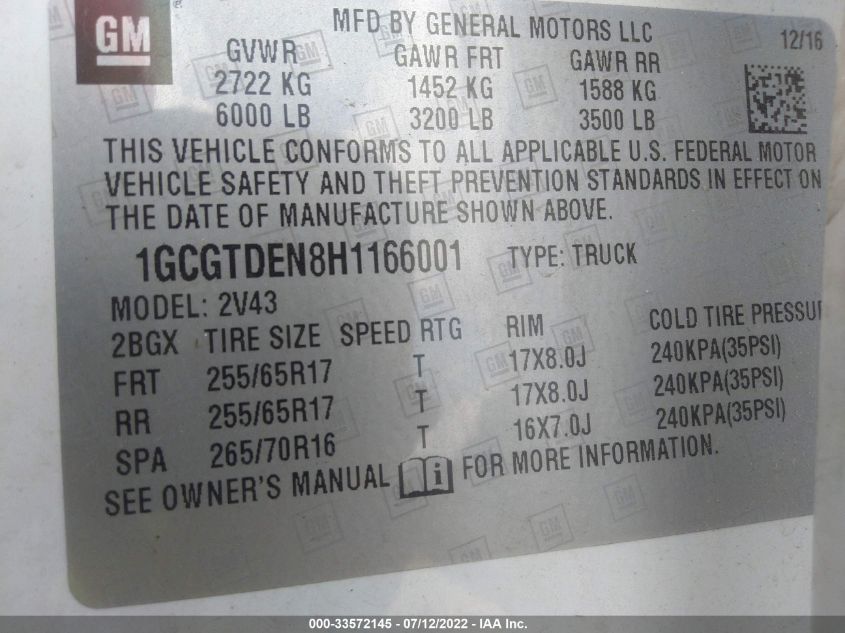 GM
MFD BY GENERAL MOTORS LLC
12/16
GVWR GAWR FRT GAWR RR
2722 KG 1452 KG 1588 KG
6000 LB 3200 LB 3500 LB
THIS VEHICLE CONFORMS TO ALL APPLICABLE U.S. FEDERAL MOTOR
VEHICLE SAFETY AND THEFT PREVENTION STANDARDS IN EFFECT ON
THE DATE OF MANUFACTURE SHOWN ABOVE.
1GCGTDEN8H1166001 TYPE: TRUCK
MODEL: 2V43
2BGX TIRE SIZE SPEED RTG RIM COLD TIRE PRESSU
FRT 255/65R17 T 17X8.0J 240KPA(35PSI)
RR 255/65R17 T 17X8.0J 240KPA(35PSI)
SPA 265/70R16 T 16X7.0J 240KPA(35PSI)
SEE OWNER'S MANUAL i FOR MORE INFORMATION.
000-33572145 - 07/12/2022 - IAA Inc.